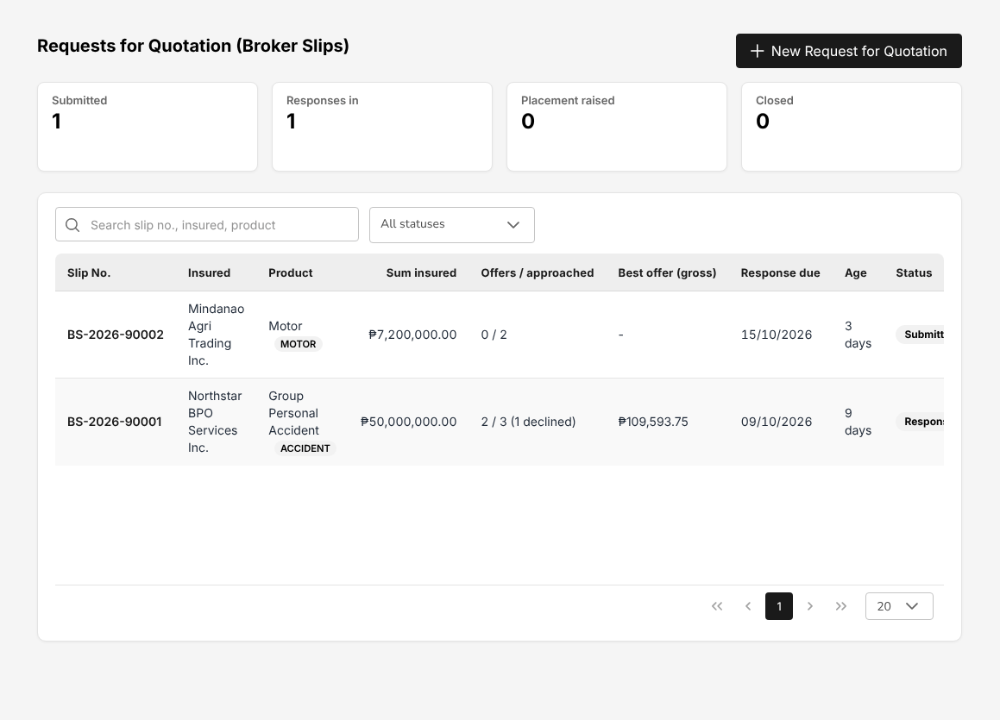 Requests for Quotation (Broker Slips)
New Request for Quotation
Submitted
1
Responses in
1
Placement raised
0
Closed
0
Search slip no., insured, product
All statuses
Slip No. Insured Product Sum insured Offers / approached Best offer (gross) Response due Age Status
BS-2026-90002 Mindanao Agri Trading Inc. Motor MOTOR ₱7,200,000.00 0 / 2 - 15/10/2026 3 days Submitt
BS-2026-90001 Northstar BPO Services Inc. Group Personal Accident ACCIDENT ₱50,000,000.00 2 / 3 (1 declined) ₱109,593.75 09/10/2026 9 days Respons
1
20